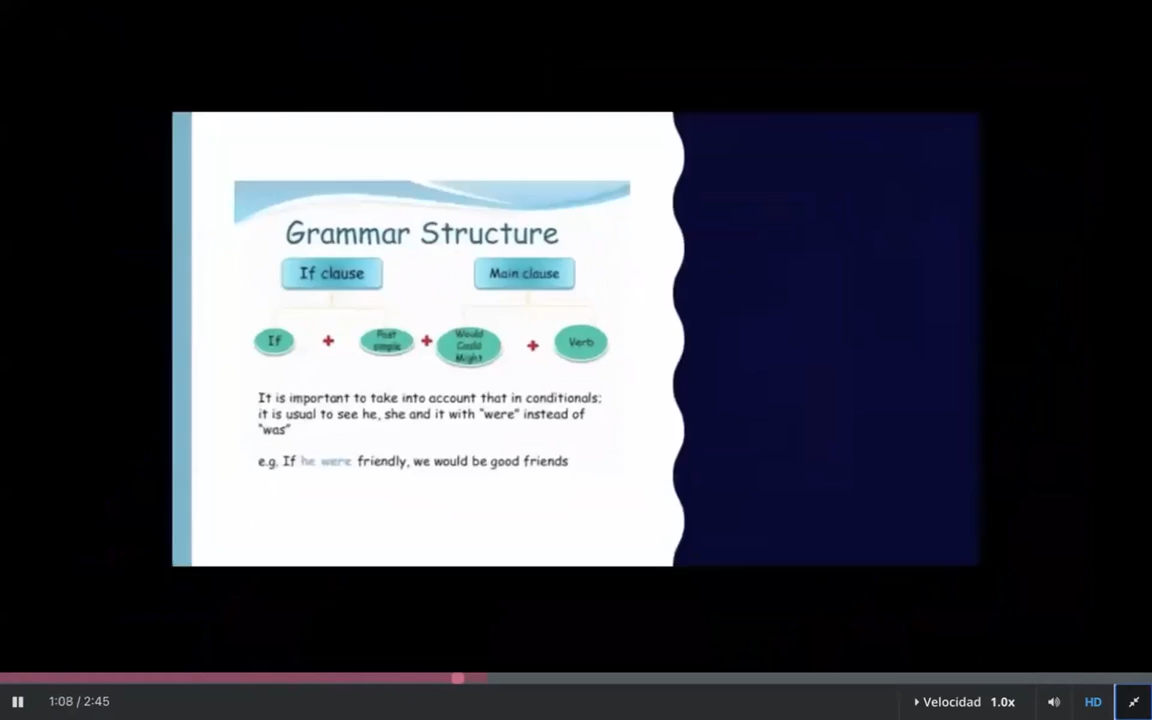 Grammar Structure
If clause
Main clause
If
+
Past
simple
+
Would
Could
Might
+
Verb
It is important to take into account that in conditionals;
it is usual to see he, she and it with "were" instead of
"was"
e.g. If he were friendly, we would be good friends
1:08 / 2:45
Velocidad 1.0x
HD